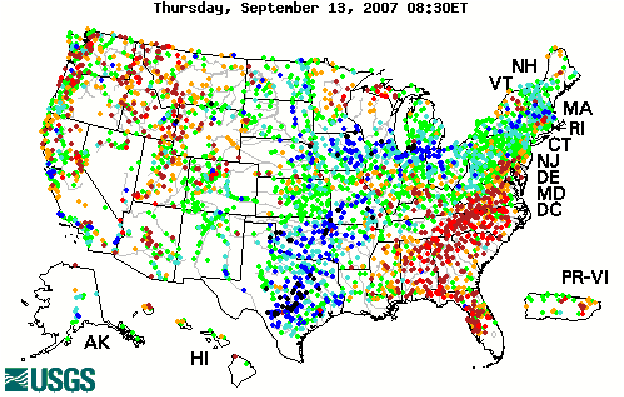 Thursday, September 13, 2007 08:30ET
NH
VT
MA
RI
CT
NJ
DE
MD
DC
PR-VI
AK
HI
USGS